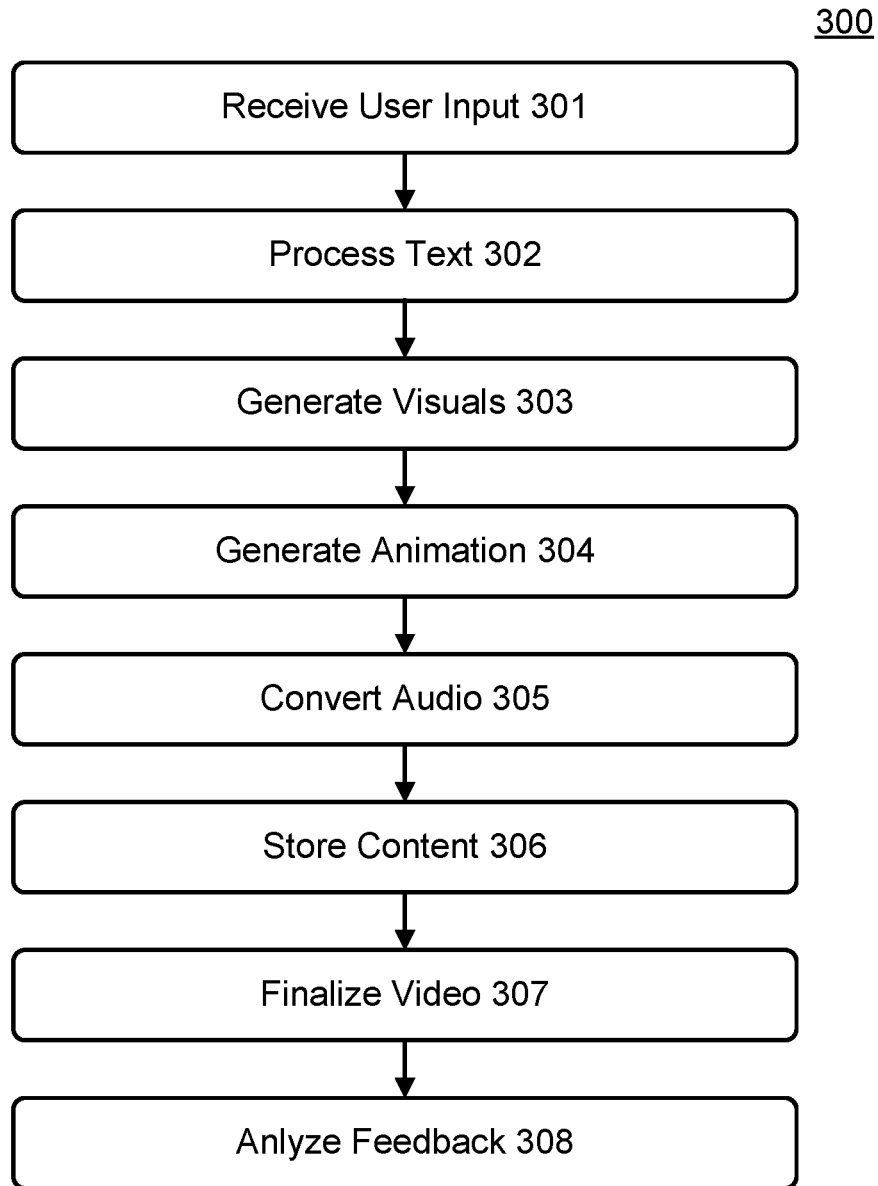 300
Receive User Input 301
Process Text 302
Generate Visuals 303
Generate Animation 304
Convert Audio 305
Store Content 306
Finalize Video 307
Anlyze Feedback 308